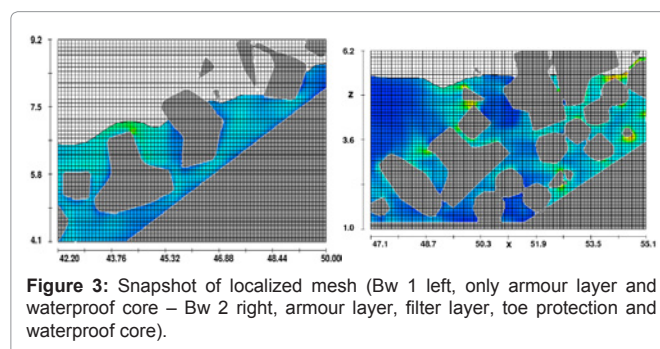 9.2
7.5
5.8
4.1
42.20 43.76 45.32 46.88 48.44 50.00
6.2
z
3.6
1.0
47.1 48.7 50.3 x 51.9 53.5 55.1
Figure 3: Snapshot of localized mesh (Bw 1 left, only armour layer and
waterproof core – Bw 2 right, armour layer, filter layer, toe protection and
waterproof core).